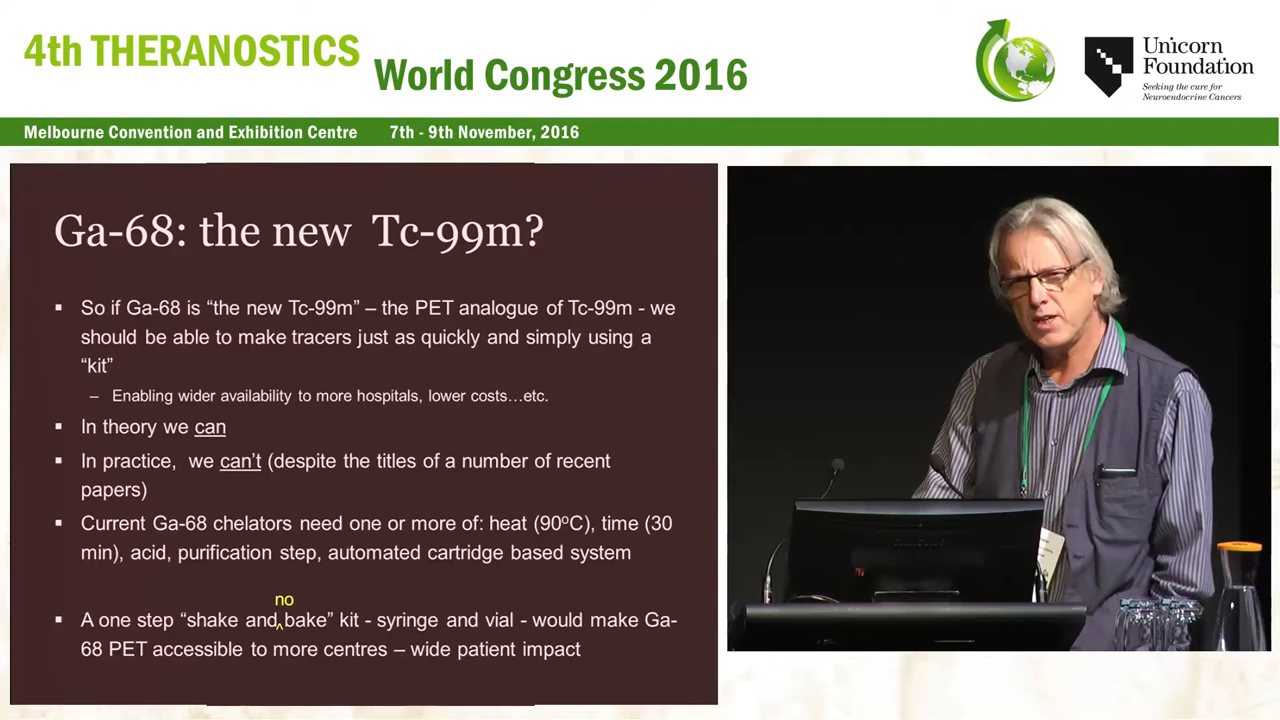 4th THERANOSTICS
World Congress 2016
Unicorn
Foundation
Seeking the cure for
Neuroendocrine Cancers
Melbourne Convention and Exhibition Centre 7th - 9th November, 2016
Ga-68: the new Tc-99m?
▪ So if Ga-68 is “the new Tc-99m” – the PET analogue of Tc-99m - we
should be able to make tracers just as quickly and simply using a
“kit”
– Enabling wider availability to more hospitals, lower costs…etc.
▪ In theory we can
▪ In practice, we can’t (despite the titles of a number of recent
papers)
▪ Current Ga-68 chelators need one or more of: heat (90ºC), time (30
min), acid, purification step, automated cartridge based system
no
▪ A one step “shake and‸bake” kit - syringe and vial - would make Ga-
68 PET accessible to more centres – wide patient impact